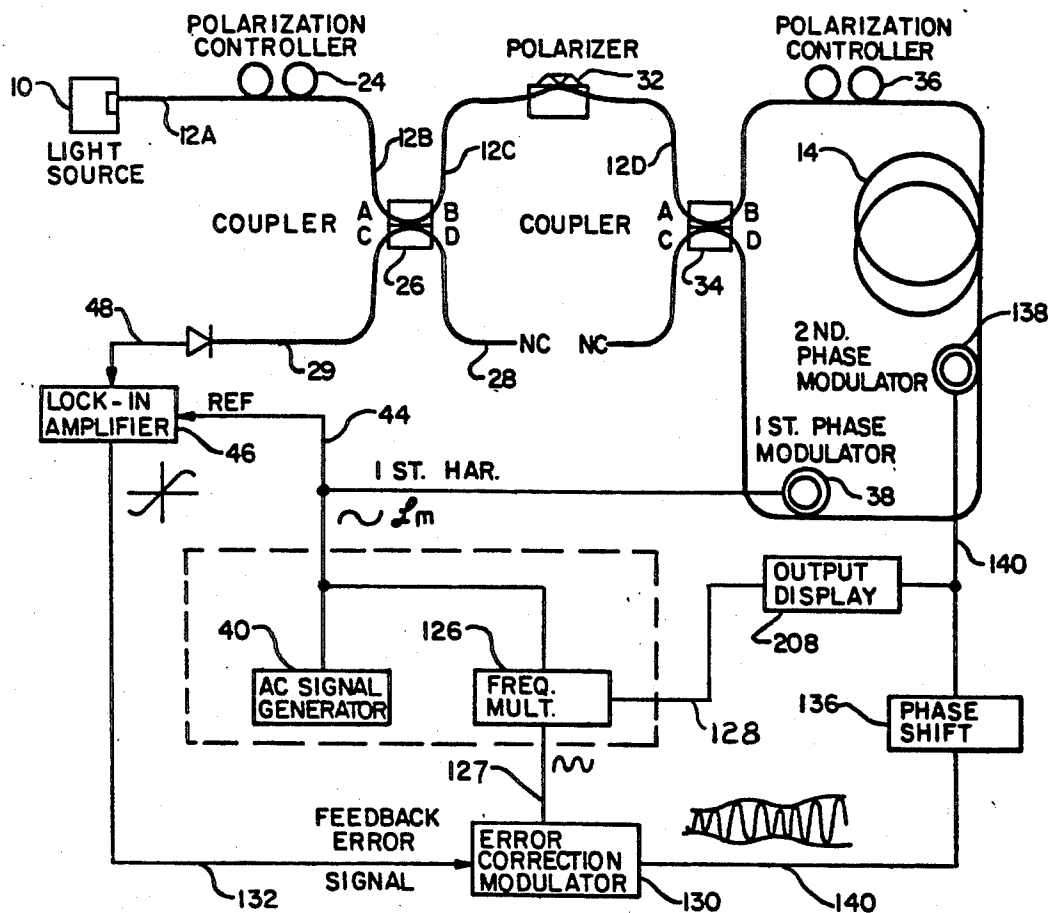 POLARIZATION
CONTROLLER
24
10
12A
LIGHT
SOURCE
12B
POLARIZER
32
12C
12D
POLARIZATION
CONTROLLER
36
14
COUPLER
A B
C D
26
COUPLER
A B
C D
34
48
29
28
NC
NC
2ND.
PHASE
MODULATOR
138
LOCK-IN
AMPLIFIER
REF
44
46
1 ST. HAR.
1 ST. PHASE
MODULATOR
38
fm
140
OUTPUT
DISPLAY
208
40
AC SIGNAL
GENERATOR
126
FREQ.
MULT.
128
136
PHASE
SHIFT
127
FEEDBACK
ERROR
SIGNAL
132
ERROR
CORRECTION
MODULATOR
130
140